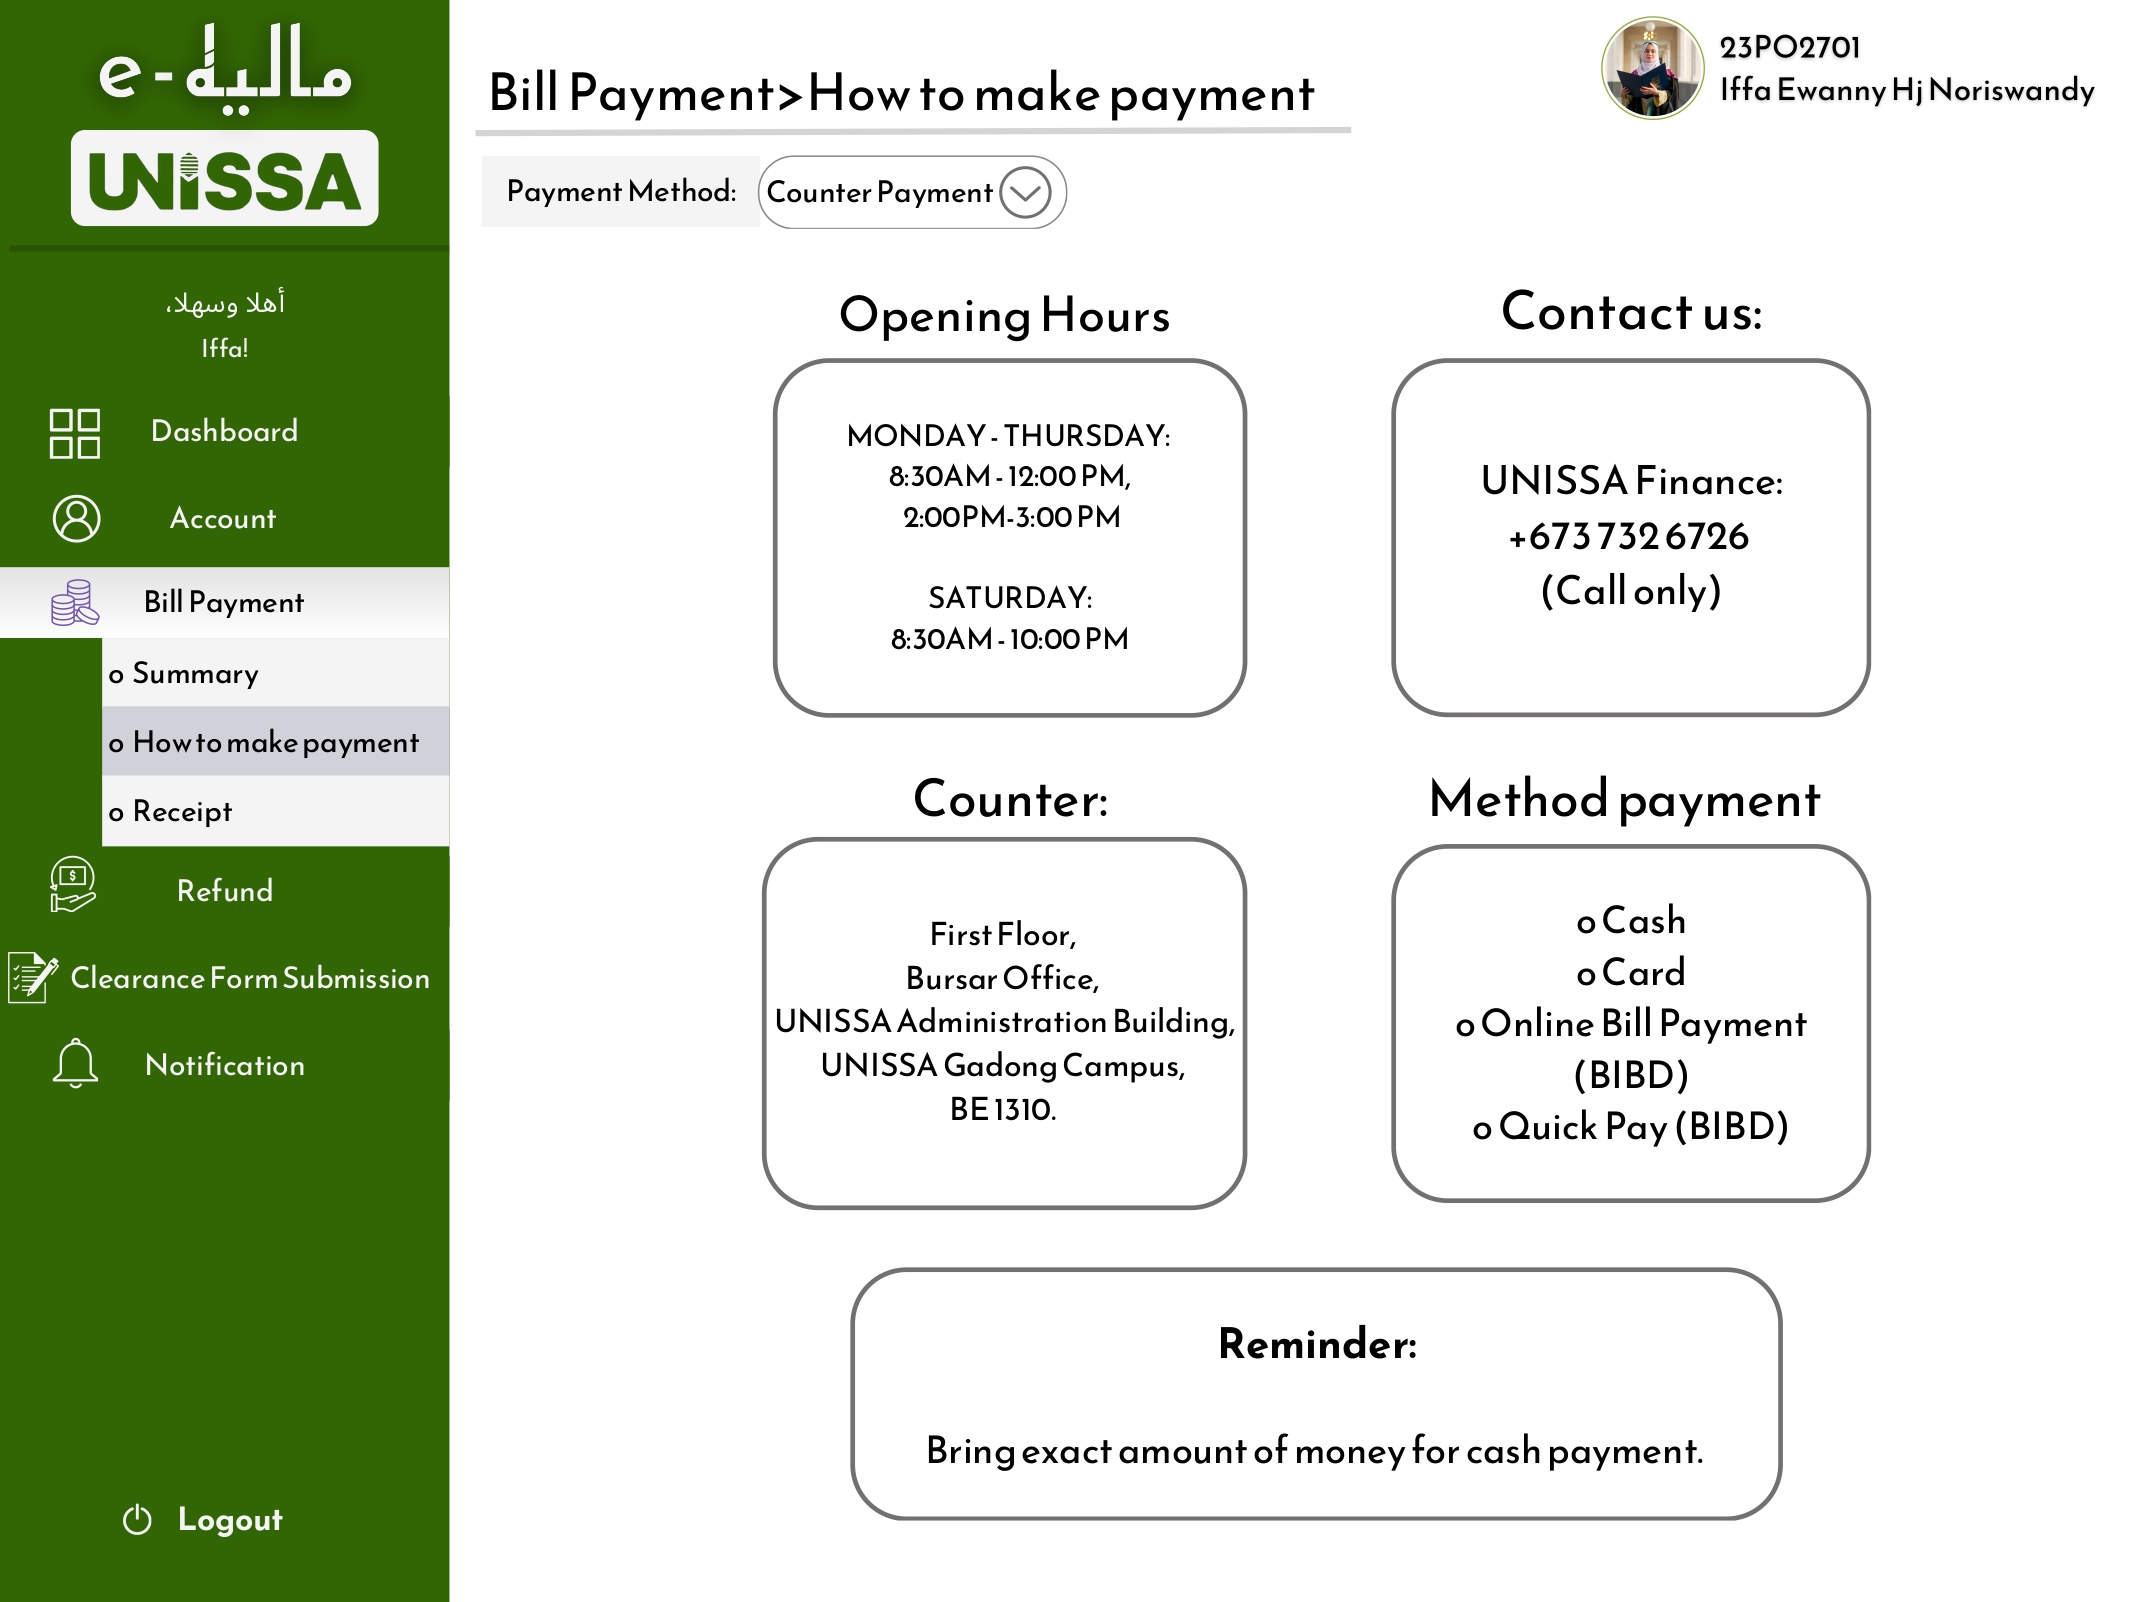 e-مالية
UNISSA
أهلا وسهلا،
Iffa!
Dashboard
Account
Bill Payment
o Summary
o How to make payment
o Receipt
$
Refund
Clearance Form Submission
Notification
Logout
Bill Payment>How to make payment
23PO2701
Iffa Ewanny Hj Noriswandy
Payment Method:
Counter Payment
Opening Hours
MONDAY - THURSDAY:
8:30AM - 12:00 PM,
2:00PM-3:00 PM
SATURDAY:
8:30AM - 10:00 PM
Contact us:
UNISSA Finance:
+673 732 6726
(Call only)
Counter:
First Floor,
Bursar Office,
UNISSA Administration Building,
UNISSA Gadong Campus,
BE 1310.
Method payment
o Cash
o Card
o Online Bill Payment
(BIBD)
o Quick Pay (BIBD)
Reminder:
Bring exact amount of money for cash payment.